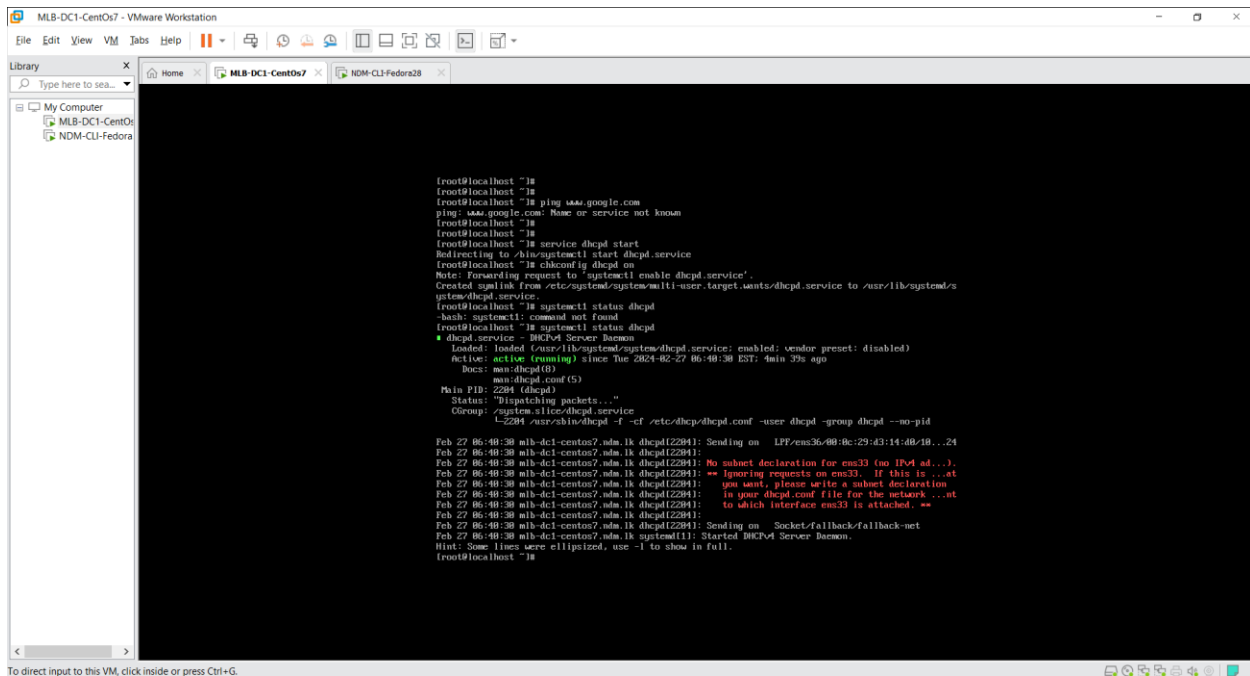 MLB-DC1-CentOs7 - VMware Workstation
File Edit View VM Tabs Help
Library X
Type here to sea...
Home
MLB-DC1-CentOs7
NDM-CLI-Fedora28
My Computer
MLB-DC1-CentOs
NDM-CLI-Fedora
[root@localhost ~]#
[root@localhost ~]#
[root@localhost ~]# ping www.google.com
ping: www.google.com: Name or service not known
[root@localhost ~]#
[root@localhost ~]#
[root@localhost ~]# service dhcpd start
Redirecting to /bin/systemctl start dhcpd.service
[root@localhost ~]# chkconfig dhcpd on
Note: Forwarding request to 'systemctl enable dhcpd.service'.
Created symlink from /etc/systemd/system/multi-user.target.wants/dhcpd.service to /usr/lib/systemd/s
ystem/dhcpd.service.
[root@localhost ~]# systemct1 status dhcpd
-bash: systemct1: command not found
[root@localhost ~]# systemctl status dhcpd
dhcpd.service - DHCPv4 Server Daemon
Loaded: loaded (/usr/lib/systemd/system/dhcpd.service; enabled; vendor preset: disabled)
Active: active (running) since Tue 2024-02-27 06:40:30 EST; 4min 39s ago
Docs: man:dhcpd(8)
man:dhcpd.conf(5)
Main PID: 2204 (dhcpd)
Status: "Dispatching packets..."
CGroup: /system.slice/dhcpd.service
└─2204 /usr/sbin/dhcpd -f -cf /etc/dhcp/dhcpd.conf -user dhcpd -group dhcpd --no-pid
Feb 27 06:40:30 mlb-dc1-centos7.ndm.lk dhcpd[2204]: Sending on LPF/ens36/00:0c:29:d3:14:d0/10...24
Feb 27 06:40:30 mlb-dc1-centos7.ndm.lk dhcpd[2204]:
Feb 27 06:40:30 mlb-dc1-centos7.ndm.lk dhcpd[2204]: No subnet declaration for ens33 (no IPv4 ad...).
Feb 27 06:40:30 mlb-dc1-centos7.ndm.lk dhcpd[2204]: ** Ignoring requests on ens33. If this is ...at
Feb 27 06:40:30 mlb-dc1-centos7.ndm.lk dhcpd[2204]: you want, please write a subnet declaration
Feb 27 06:40:30 mlb-dc1-centos7.ndm.lk dhcpd[2204]: in your dhcpd.conf file for the network ...nt
Feb 27 06:40:30 mlb-dc1-centos7.ndm.lk dhcpd[2204]: to which interface ens33 is attached. **
Feb 27 06:40:30 mlb-dc1-centos7.ndm.lk dhcpd[2204]:
Feb 27 06:40:30 mlb-dc1-centos7.ndm.lk dhcpd[2204]: Sending on Socket/fallback/fallback-net
Feb 27 06:40:30 mlb-dc1-centos7.ndm.lk systemd[1]: Started DHCPv4 Server Daemon.
Hint: Some lines were ellipsized, use -l to show in full.
[root@localhost ~]#
To direct input to this VM, click inside or press Ctrl+G.